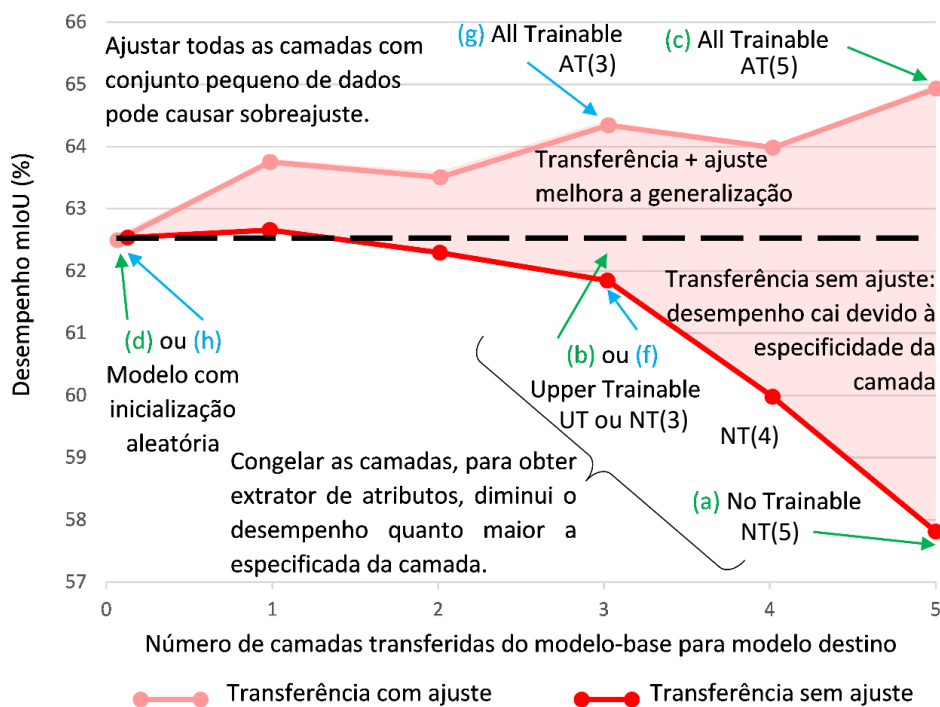 66
65
64
63
62
61
60
59
58
57
Desempenho mIoU (%)
Ajustar todas as camadas com
conjunto pequeno de dados
pode causar sobreajuste.
(g) All Trainable
AT(3)
(c) All Trainable
AT(5)
Transferência + ajuste
melhora a generalização
Transferência sem ajuste:
desempenho cai devido à
especificidade da
camada
(d) ou (h)
Modelo com
inicialização
aleatória
(b) ou (f)
Upper Trainable
UT ou NT(3)
NT(4)
Congelar as camadas, para obter
extrator de atributos, diminui o
desempenho quanto maior a
especificada da camada.
(a) No Trainable
NT(5)
0 1 2 3 4 5
Número de camadas transferidas do modelo-base para modelo destino
Transferência com ajuste Transferência sem ajuste